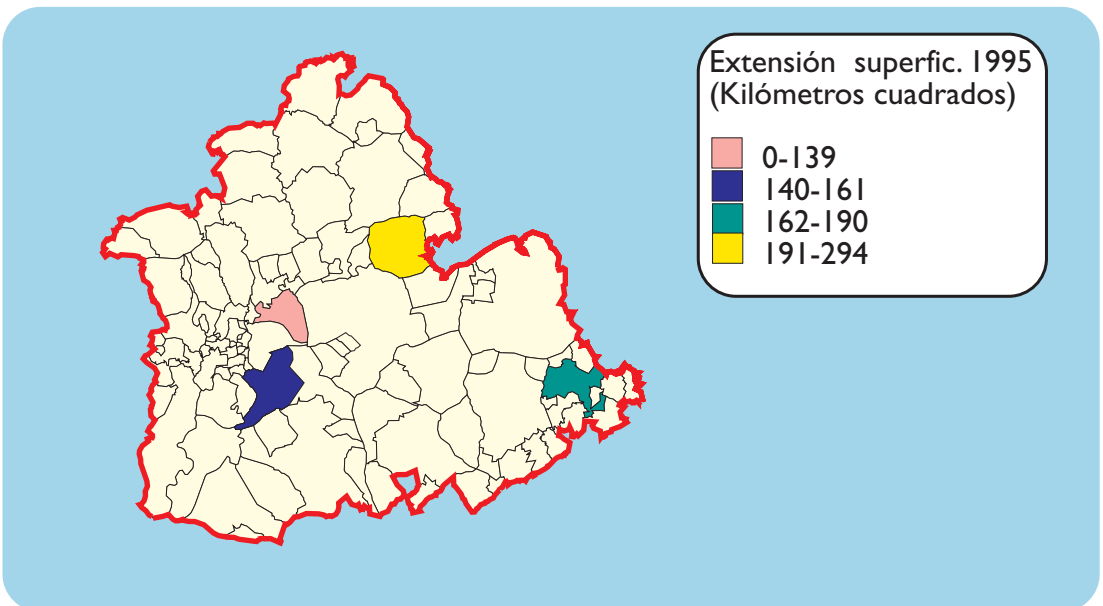 Extensión superfic. 1995
(Kilómetros cuadrados)
0-139
140-161
162-190
191-294